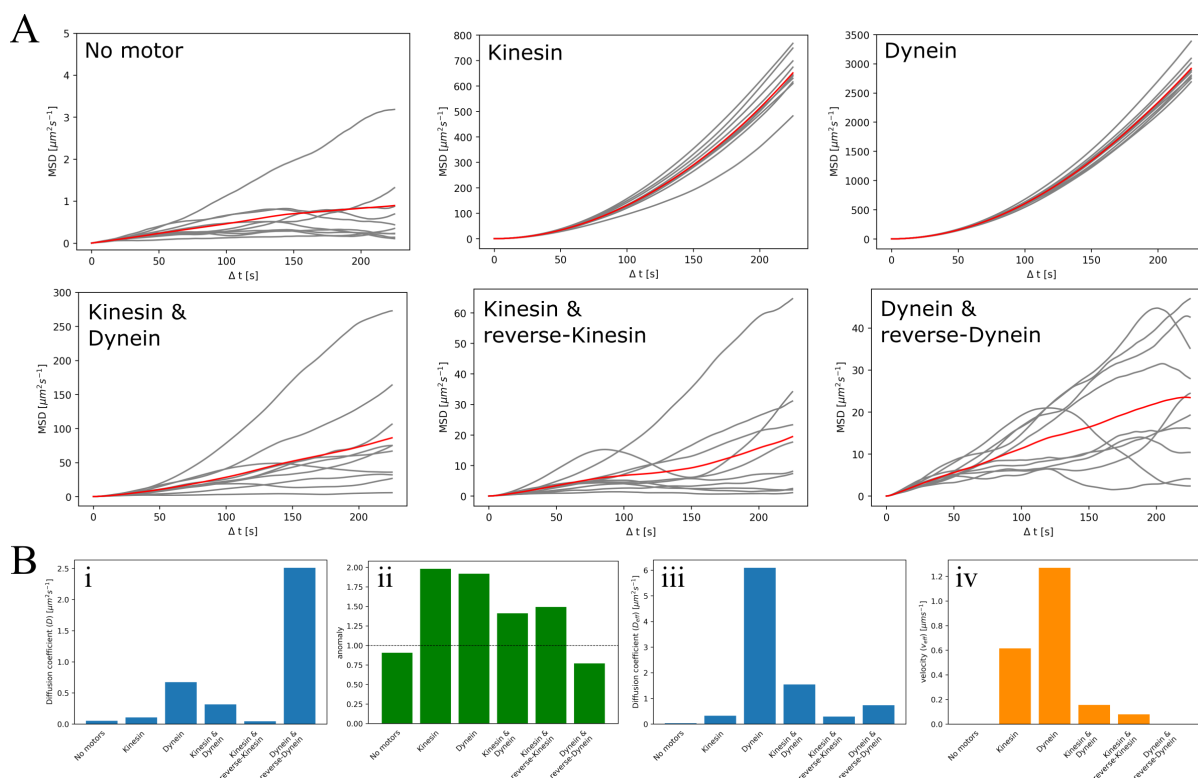 A
No motor
MSD [μm²s⁻¹]
5
4
3
2
1
0
0 50 100 150 200
Δ t [s]
Kinesin
MSD [μm²s⁻¹]
800
700
600
500
400
300
200
100
0
0 50 100 150 200
Δ t [s]
Dynein
MSD [μm²s⁻¹]
3500
3000
2500
2000
1500
1000
500
0
0 50 100 150 200
Δ t [s]
Kinesin &
Dynein
MSD [μm²s⁻¹]
300
250
200
150
100
50
0
0 50 100 150 200
Δ t [s]
Kinesin &
reverse-Kinesin
MSD [μm²s⁻¹]
60
50
40
30
20
10
0
0 50 100 150 200
Δ t [s]
Dynein &
reverse-Dynein
MSD [μm²s⁻¹]
40
30
20
10
0
0 50 100 150 200
Δ t [s]
B
i
Diffusion coefficient (D) [μm²s⁻¹]
2.5
2.0
1.5
1.0
0.5
0.0
No motors
Kinesin
Dynein
Kinesin &
Dynein
Kinesin &
reverse-Kinesin
Dynein &
reverse-Dynein
ii
anomaly
2.00
1.75
1.50
1.25
1.00
0.75
0.50
0.25
0.00
No motors
Kinesin
Dynein
Kinesin &
Dynein
Kinesin &
reverse-Kinesin
Dynein &
reverse-Dynein
iii
Diffusion coefficient (D_eff) [μm²s⁻¹]
6
5
4
3
2
1
0
No motors
Kinesin
Dynein
Kinesin &
Dynein
Kinesin &
reverse-Kinesin
Dynein &
reverse-Dynein
iv
velocity (v_eff) [μms⁻¹]
1.2
1.0
0.8
0.6
0.4
0.2
0.0
No motors
Kinesin
Dynein
Kinesin &
Dynein
Kinesin &
reverse-Kinesin
Dynein &
reverse-Dynein